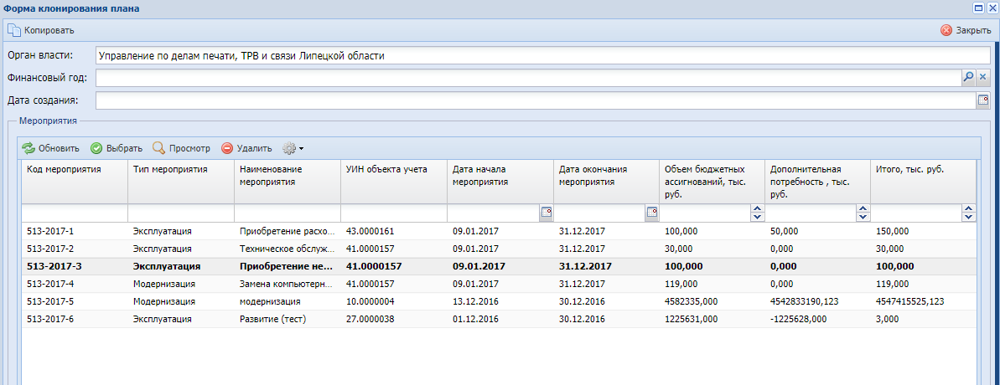 Форма клонирования плана
Копировать Закрыть
Орган власти: Управление по делам печати, ТРВ и связи Липецкой области
Финансовый год:
Дата создания:
Мероприятия
Обновить Выбрать Просмотр Удалить
Код мероприятия Тип мероприятия Наименование мероприятия УИН объекта учета Дата начала мероприятия Дата окончания мероприятия Объем бюджетных ассигнований, тыс. руб. Дополнительная потребность , тыс. руб. Итого, тыс. руб.
513-2017-1 Эксплуатация Приобретение расхо... 43.0000161 09.01.2017 31.12.2017 100,000 50,000 150,000
513-2017-2 Эксплуатация Техническое обслуж... 41.0000157 09.01.2017 31.12.2017 30,000 0,000 30,000
513-2017-3 Эксплуатация Приобретение не... 41.0000157 09.01.2017 31.12.2017 100,000 0,000 100,000
513-2017-4 Модернизация Замена компьютерн... 41.0000157 09.01.2017 31.12.2017 119,000 0,000 119,000
513-2017-5 Модернизация модернизация 10.0000004 13.12.2016 30.12.2016 4582335,000 4542833190,123 4547415525,123
513-2017-6 Эксплуатация Развитие (тест) 27.0000038 01.12.2016 30.12.2016 1225631,000 -1225628,000 3,000